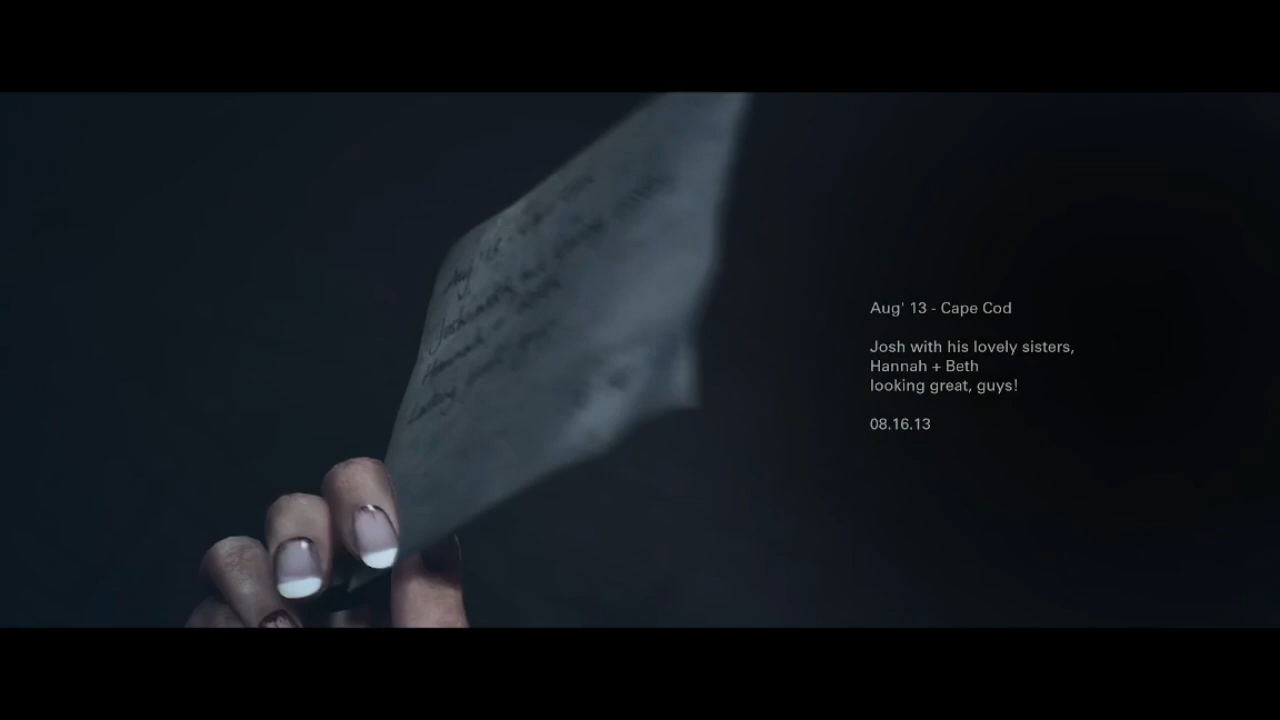 Aug' 13 - Cape Cod
Josh with his lovely sisters,
Hannah + Beth
looking great, guys!
08.16.13